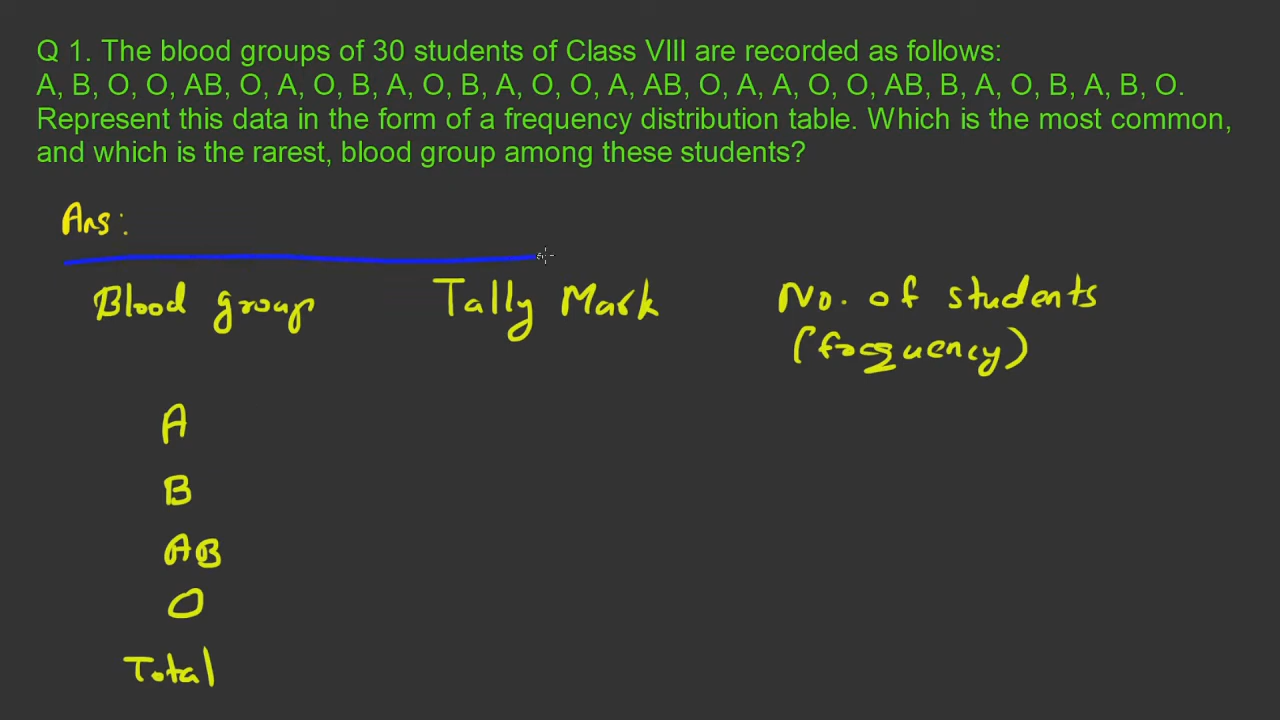 Q 1. The blood groups of 30 students of Class VIII are recorded as follows:
A, B, O, O, AB, O, A, O, B, A, O, B, A, O, O, A, AB, O, A, A, O, O, AB, B, A, O, B, A, B, O.
Represent this data in the form of a frequency distribution table. Which is the most common,
and which is the rarest, blood group among these students?
Ans:
Blood group Tally Mark No. of students
(frequency)
A
B
AB
O
Total